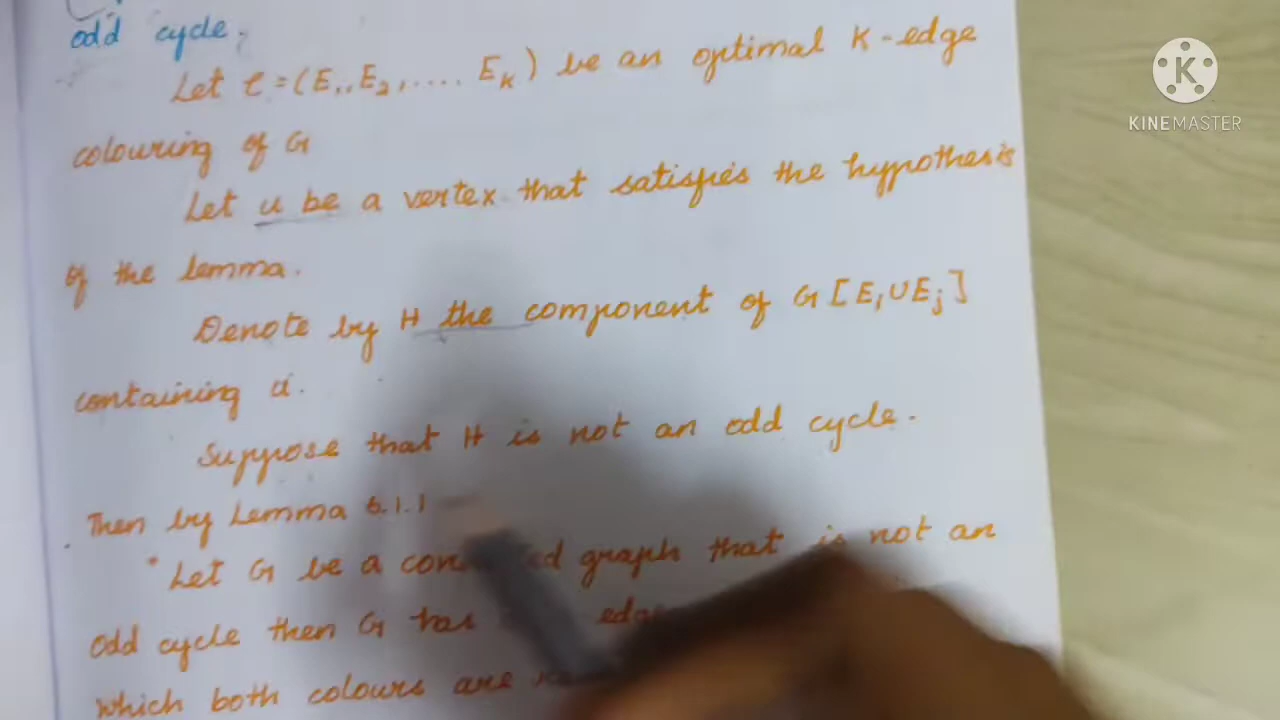 odd cycle,
Let C = (E1, E2, .... EK) be an optimal K-edge
colouring of G
Let u be a vertex that satisfies the hypothesis
of the lemma.
Denote by H the component of G[Ei ∪ Ej]
containing u.
Suppose that H is not an odd cycle.
Then by Lemma 6.1.1
"Let G be a graph that is not an
odd cycle then G has
which both colours are
K
KINEMASTER